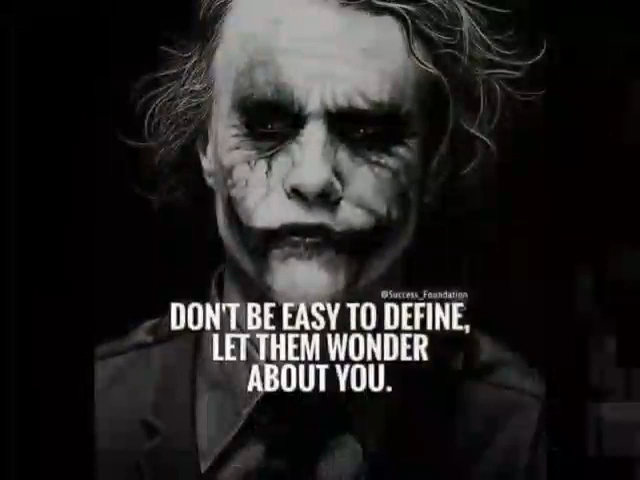 @Success_Foundation
DON'T BE EASY TO DEFINE,
LET THEM WONDER
ABOUT YOU.